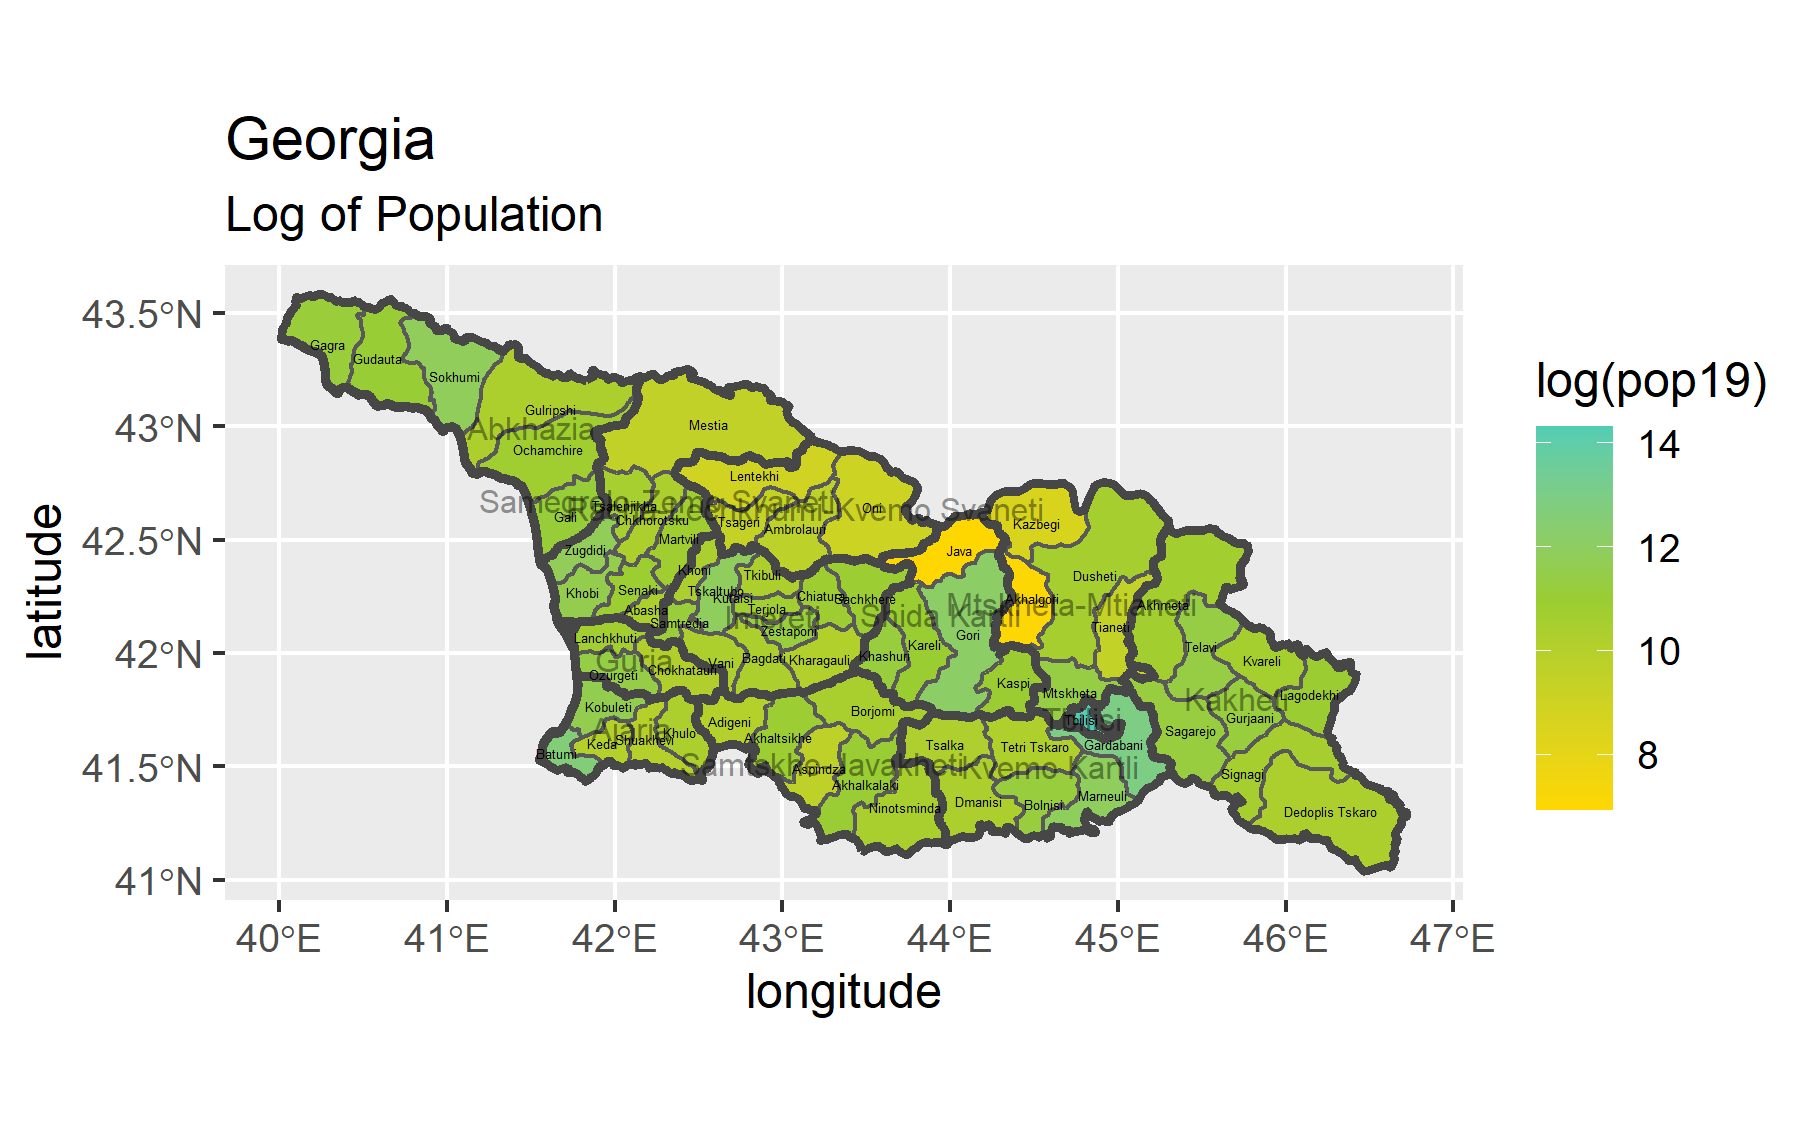 Georgia
Log of Population
43.5°N
43°N
42.5°N
42°N
41.5°N
41°N
latitude
40°E
41°E
42°E
43°E
44°E
45°E
46°E
47°E
longitude
log(pop19)
14
12
10
8
Gagra
Gudauta
Sokhumi
Gulripshi
Abkhazia
Ochamchire
Mestia
Lentekhi
Samegrelo-Zemo Svaneti
Kvemo Svaneti
Gali
Tsalenjikha
Chkhorotsku
Tsageri
Ambrolauri
Oni
Kazbegi
Zugdidi
Martvili
Java
Khoni
Tkibuli
Dusheti
Khobi
Senaki
Tskaltubo
Kutaisi
Chiatura
Sachkhere
Akhalgori
Mtskheta-Mtianeti
Akhmeta
Abasha
Samtredia
Terjola
Imereti
Shida Kartli
Zestaponi
Tianeti
Lanchkhuti
Gori
Kareli
Telavi
Guria
Ozurgeti
Chokhatauri
Vani
Bagdati
Kharagauli
Khashuri
Kvareli
Kaspi
Mtskheta
Kakheti
Lagodekhi
Kobuleti
Borjomi
Adigeni
Tbilisi
Tbilisi
Gurjaani
Ajaria
Keda
Shuakhevi
Khulo
Akhaltsikhe
Tsalka
Tetri Tskaro
Gardabani
Sagarejo
Batumi
Samtskhe-Javakheti
Kvemo Kartli
Aspindza
Akhalkalaki
Signagi
Ninotsminda
Dmanisi
Bolnisi
Marneuli
Dedoplis Tskaro